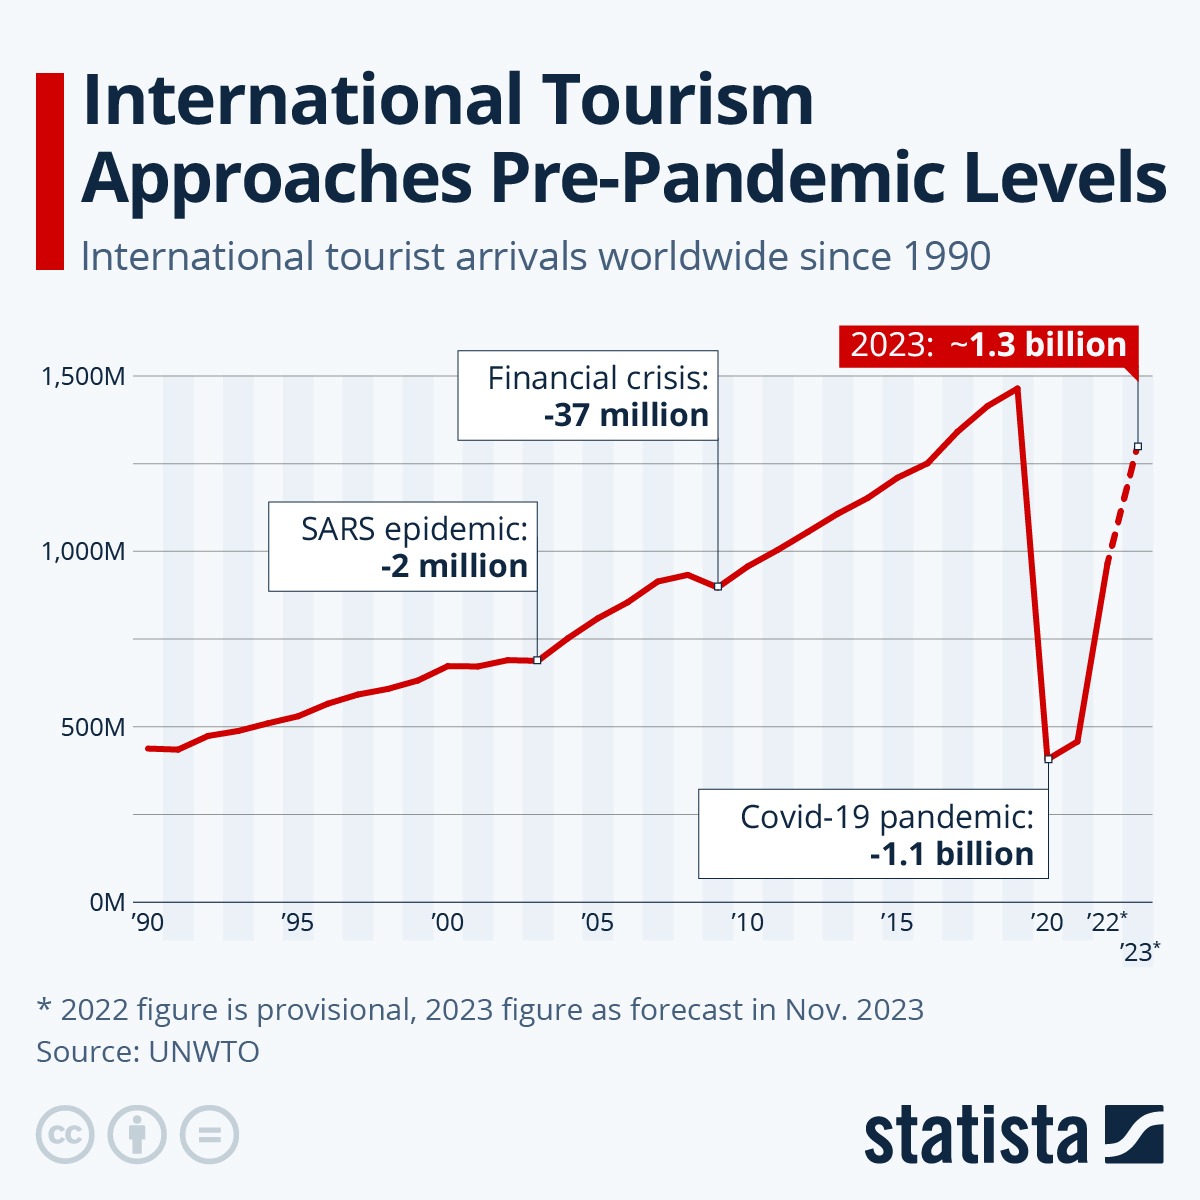 International Tourism
Approaches Pre-Pandemic Levels
International tourist arrivals worldwide since 1990
2023: ~1.3 billion
1,500M
Financial crisis:
-37 million
SARS epidemic:
-2 million
1,000M
500M
Covid-19 pandemic:
-1.1 billion
0M
’90 ’95 ’00 ’05 ’10 ’15 ’20 ’22*
’23*
* 2022 figure is provisional, 2023 figure as forecast in Nov. 2023
Source: UNWTO
cc
statista